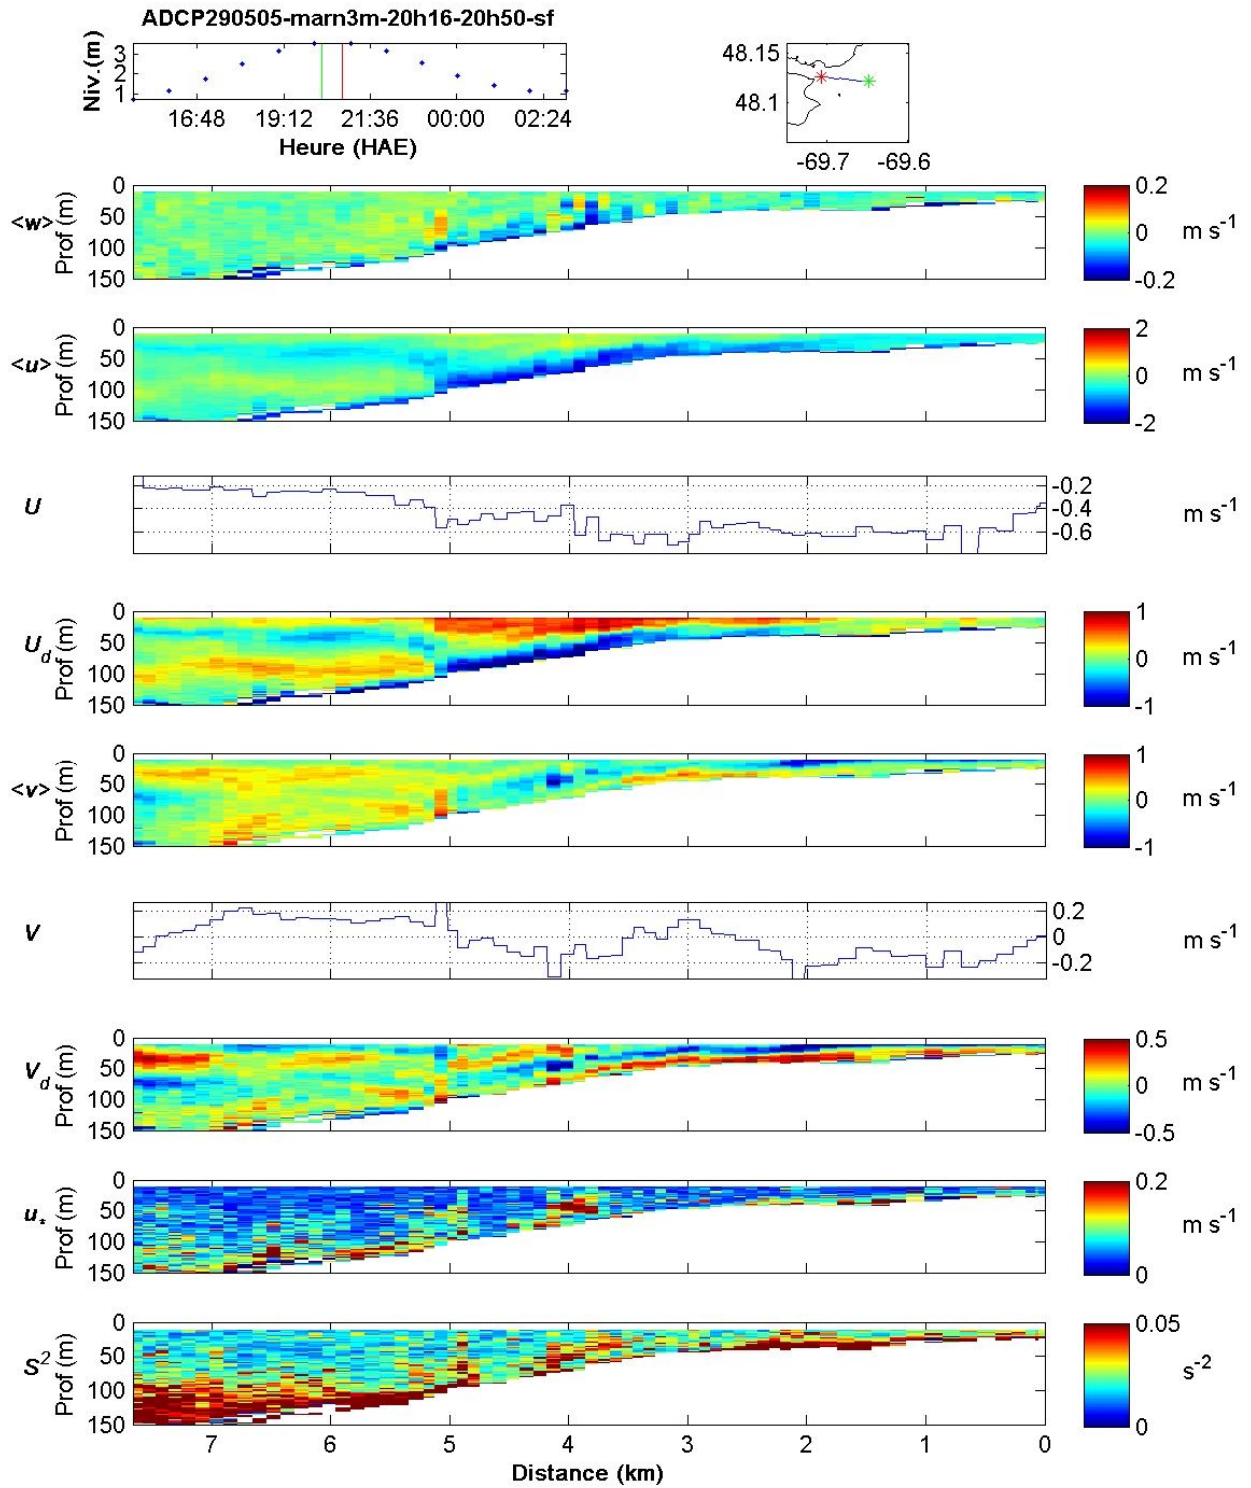 ADCP290505-marn3m-20h16-20h50-sf
Niv.(m)
3
2
1
16:48 19:12 21:36 00:00 02:24
Heure (HAE)
48.15
48.1
-69.7 -69.6
<w>
Prof (m)
0
50
100
150
0.2
0
-0.2
m s-1
<u>
Prof (m)
0
50
100
150
2
0
-2
m s-1
U
-0.2
-0.4
-0.6
m s-1
Ud
Prof (m)
0
50
100
150
1
0
-1
m s-1
<v>
Prof (m)
0
50
100
150
1
0
-1
m s-1
V
0.2
0
-0.2
m s-1
Vd
Prof (m)
0
50
100
150
0.5
0
-0.5
m s-1
u*
Prof (m)
0
50
100
150
0.2
0
m s-1
S2
Prof (m)
0
50
100
150
0.05
0
s-2
7 6 5 4 3 2 1 0
Distance (km)